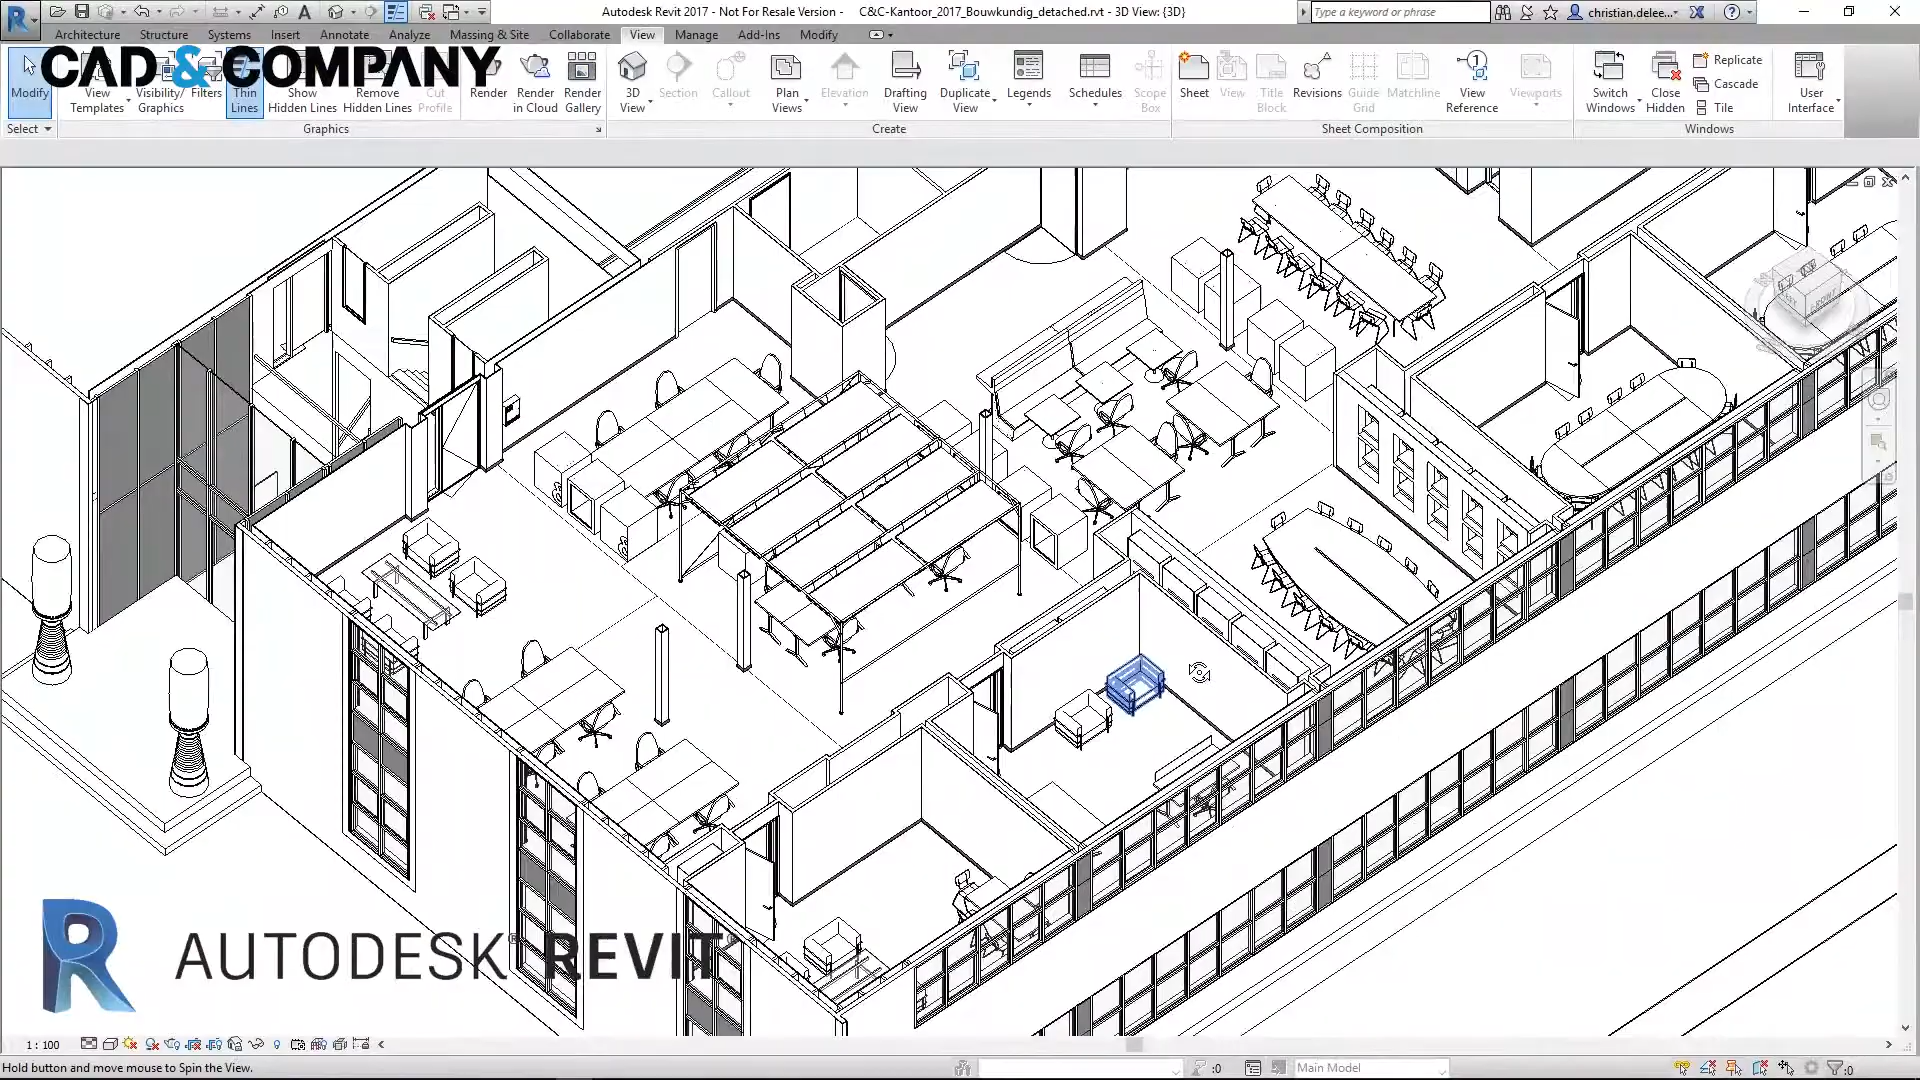 Autodesk Revit 2017 - Not For Resale Version - C&C-Kantoor_2017_Bouwkundig_detached.rvt - 3D View: {3D}
Type a keyword or phrase
christian.delee...
Architecture Structure Systems Insert Annotate Analyze Massing & Site Collaborate View Manage Add-Ins Modify
CAD & COMPANY
Modify
View Templates
Visibility/ Graphics
Filters
Thin Lines
Show Hidden Lines
Remove Hidden Lines
Cut Profile
Render
Render in Cloud
Render Gallery
3D View
Section
Callout
Plan Views
Elevation
Drafting View
Duplicate View
Legends
Schedules
Scope Box
Sheet
View
Title Block
Revisions
Guide Grid
Matchline
View Reference
Viewports
Switch Windows
Close Hidden
Replicate
Cascade
Tile
User Interface
Select
Graphics
Create
Sheet Composition
Windows
AUTODESK® REVIT®
1 : 100
Hold button and move mouse to Spin the View.
:0
Main Model
:0